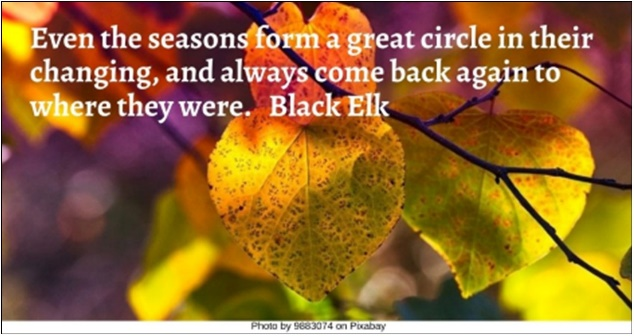 Even the seasons form a great circle in their
changing, and always come back again to
where they were. Black Elk
Photo by 9883074 on Pixabay